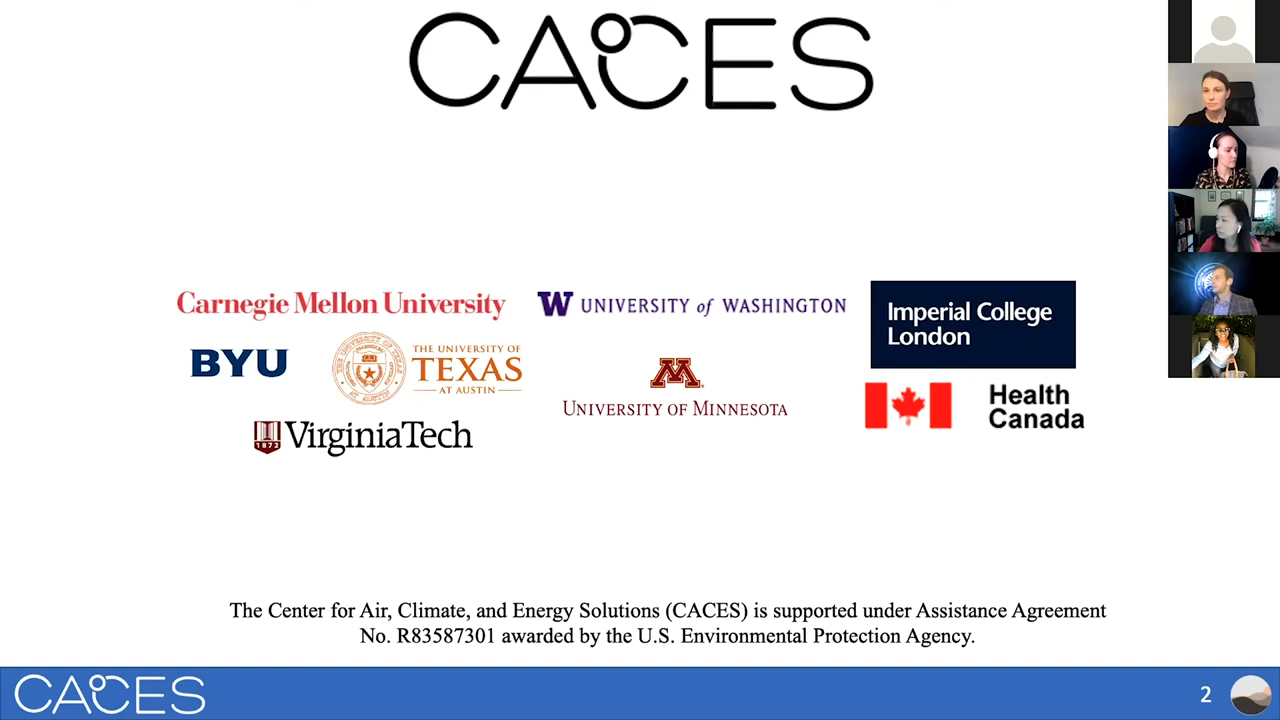 CACES
Carnegie Mellon University
W UNIVERSITY of WASHINGTON
Imperial College
London
BYU
THE UNIVERSITY OF
TEXAS
AT AUSTIN
M
UNIVERSITY OF MINNESOTA
Health
Canada
1872
VirginiaTech
The Center for Air, Climate, and Energy Solutions (CACES) is supported under Assistance Agreement
No. R83587301 awarded by the U.S. Environmental Protection Agency.
CACES
2